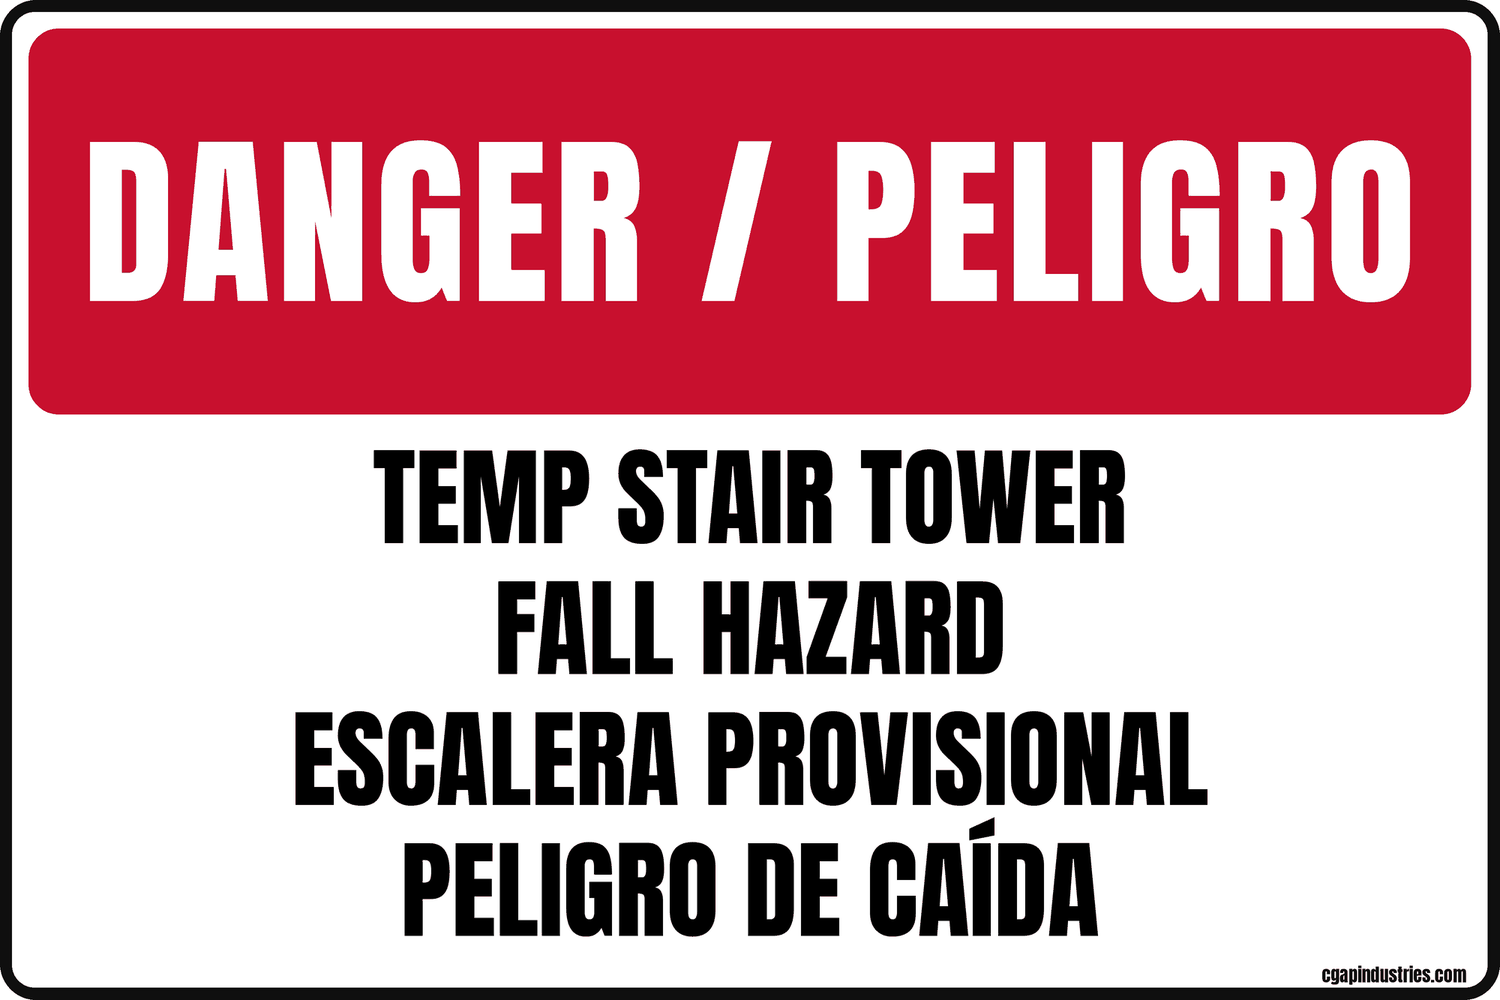 DANGER / PELIGRO
TEMP STAIR TOWER
FALL HAZARD
ESCALERA PROVISIONAL
PELIGRO DE CAÍDA
cgapindustries.com